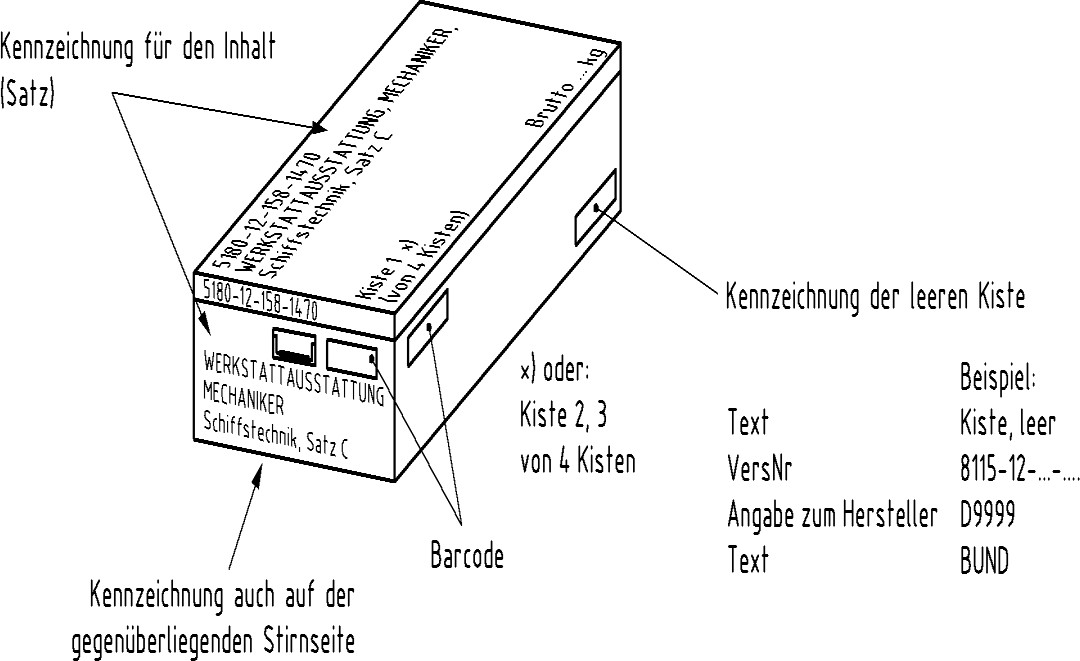 Kennzeichnung für den Inhalt
(Satz)
5180-12-158-1470
WERKSTATTAUSSTATTUNG, MECHANIKER,
Schiffstechnik, Satz C
Brutto ... kg
Kiste 1 x)
(von 4 Kisten)
5180-12-158-1470
WERKSTATTAUSSTATTUNG
MECHANIKER
Schiffstechnik, Satz C
Kennzeichnung der leeren Kiste
x) oder:
Kiste 2, 3
von 4 Kisten
Beispiel:
Text Kiste, leer
VersNr 8115-12-...-....
Angabe zum Hersteller D9999
Text BUND
Barcode
Kennzeichnung auch auf der
gegenüberliegenden Stirnseite